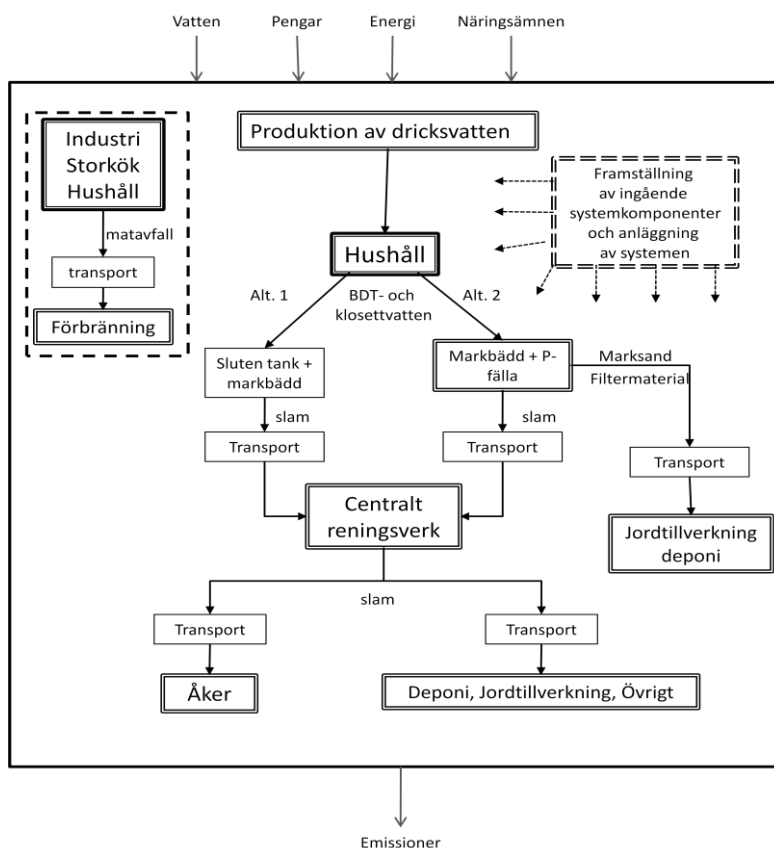 Vatten
Pengar
Energi
Näringsämnen
Industri
Storkök
Hushåll
matavfall
transport
Förbränning
Produktion av dricksvatten
Framställning
av ingående
systemkomponenter
och anläggning
av systemen
Hushåll
Alt. 1
BDT- och
klosettvatten
Alt. 2
Sluten tank +
markbädd
Markbädd + P-
fälla
Marksand
Filtermaterial
slam
slam
Transport
Transport
Transport
Centralt
reningsverk
Jordtillverkning
deponi
slam
Transport
Transport
Åker
Deponi, Jordtillverkning, Övrigt
Emissioner